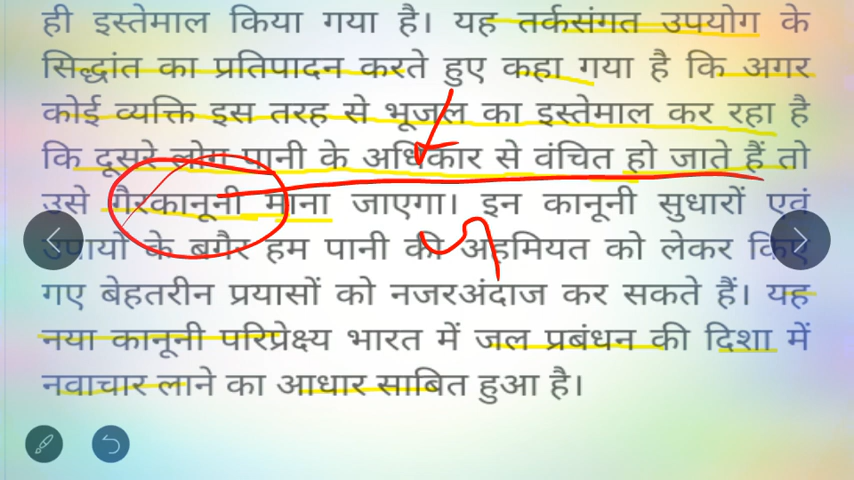 ही इस्तेमाल किया गया है। यह तर्कसंगत उपयोग के
सिद्धांत का प्रतिपादन करते हुए कहा गया है कि अगर
कोई व्यक्ति इस तरह से भूजल का इस्तेमाल कर रहा है
कि दूसरे लोग पानी के अधिकार से वंचित हो जाते हैं तो
उसे गैरकानूनी माना जाएगा। इन कानूनी सुधारों एवं
उपायों के बगैर हम पानी की अहमियत को लेकर किए
गए बेहतरीन प्रयासों को नजरअंदाज कर सकते हैं। यह
नया कानूनी परिप्रेक्ष्य भारत में जल प्रबंधन की दिशा में
नवाचार लाने का आधार साबित हुआ है।